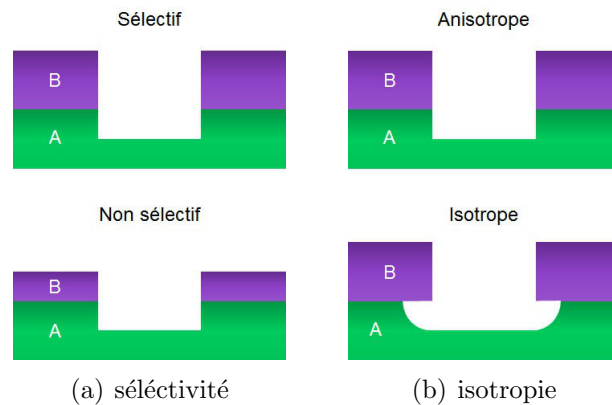 Sélectif
B
A
Non sélectif
B
A
(a) séléctivité
Anisotrope
B
A
Isotrope
B
A
(b) isotropie